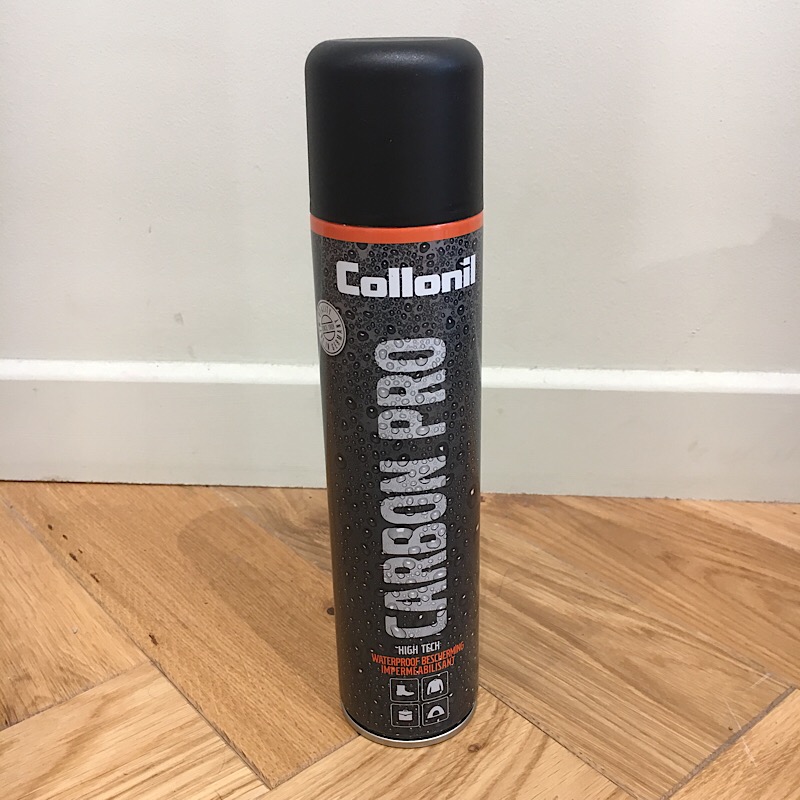 Collonil
CARBON PRO
HIGH TECH
WATERPROOF BESCHERMING
IMPERMEABILISANT